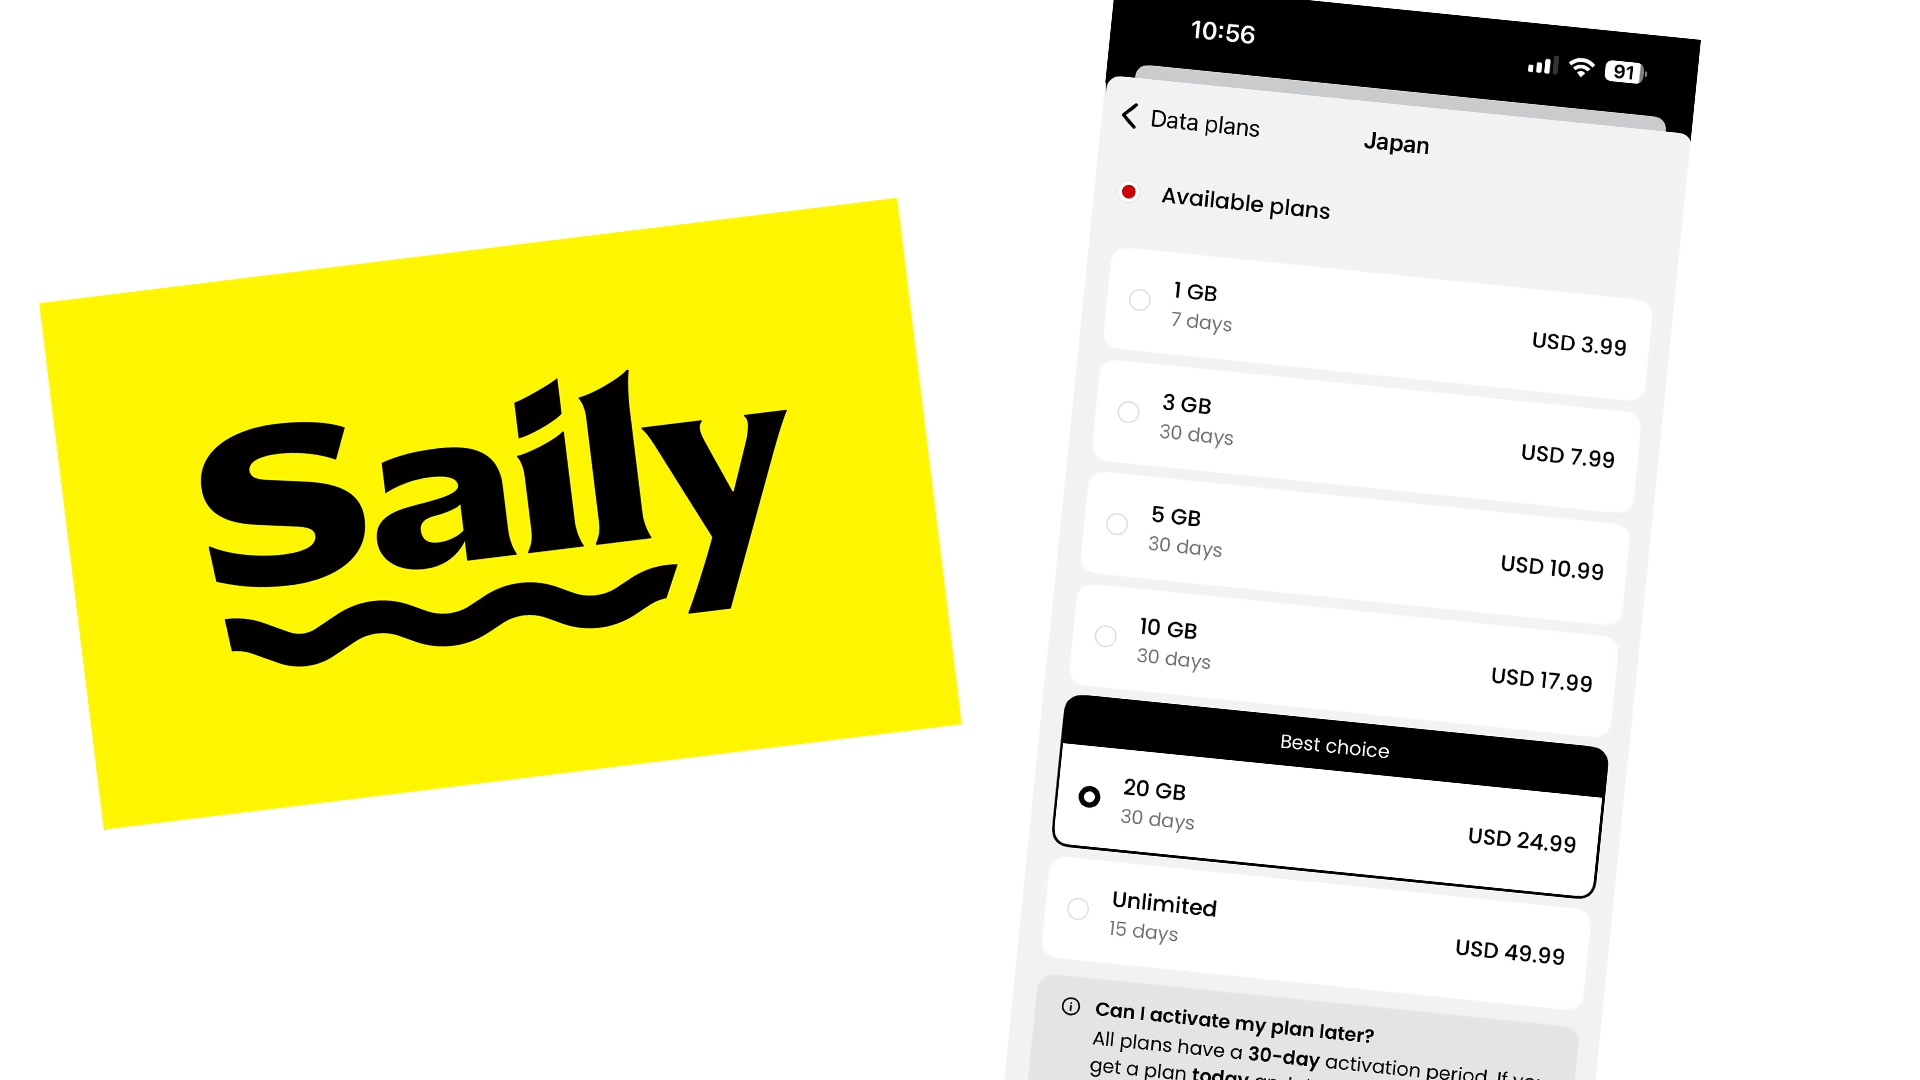 Saily
10:56
91
Data plans
Japan
Available plans
1 GB
7 days
USD 3.99
3 GB
30 days
USD 7.99
5 GB
30 days
USD 10.99
10 GB
30 days
USD 17.99
Best choice
20 GB
30 days
USD 24.99
Unlimited
15 days
USD 49.99
Can I activate my plan later?
All plans have a 30-day activation period. If
get a plan today